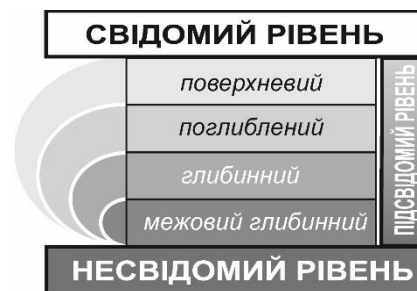 СВІДОМИЙ РІВЕНЬ
поверхневий
поглиблений
глибинний
межовий глибинний
ПІДСВІДОМИЙ РІВЕНЬ
НЕСВІДОМИЙ РІВЕНЬ